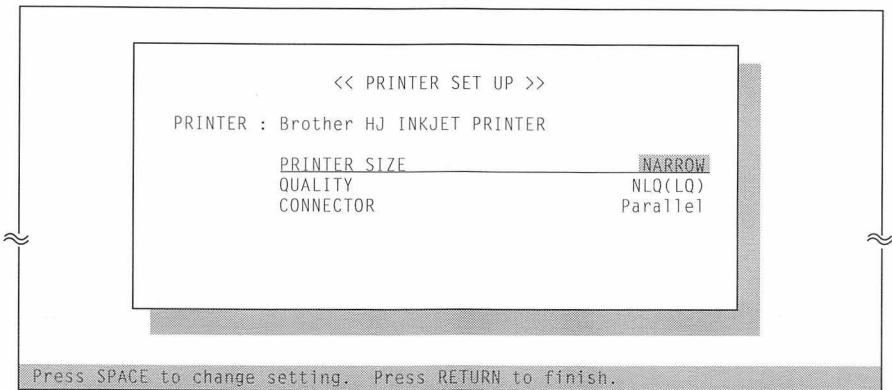 << PRINTER SET UP >>
PRINTER : Brother HJ INKJET PRINTER
PRINTER SIZE NARROW
QUALITY NLQ(LQ)
CONNECTOR Parallel
Press SPACE to change setting. Press RETURN to finish.